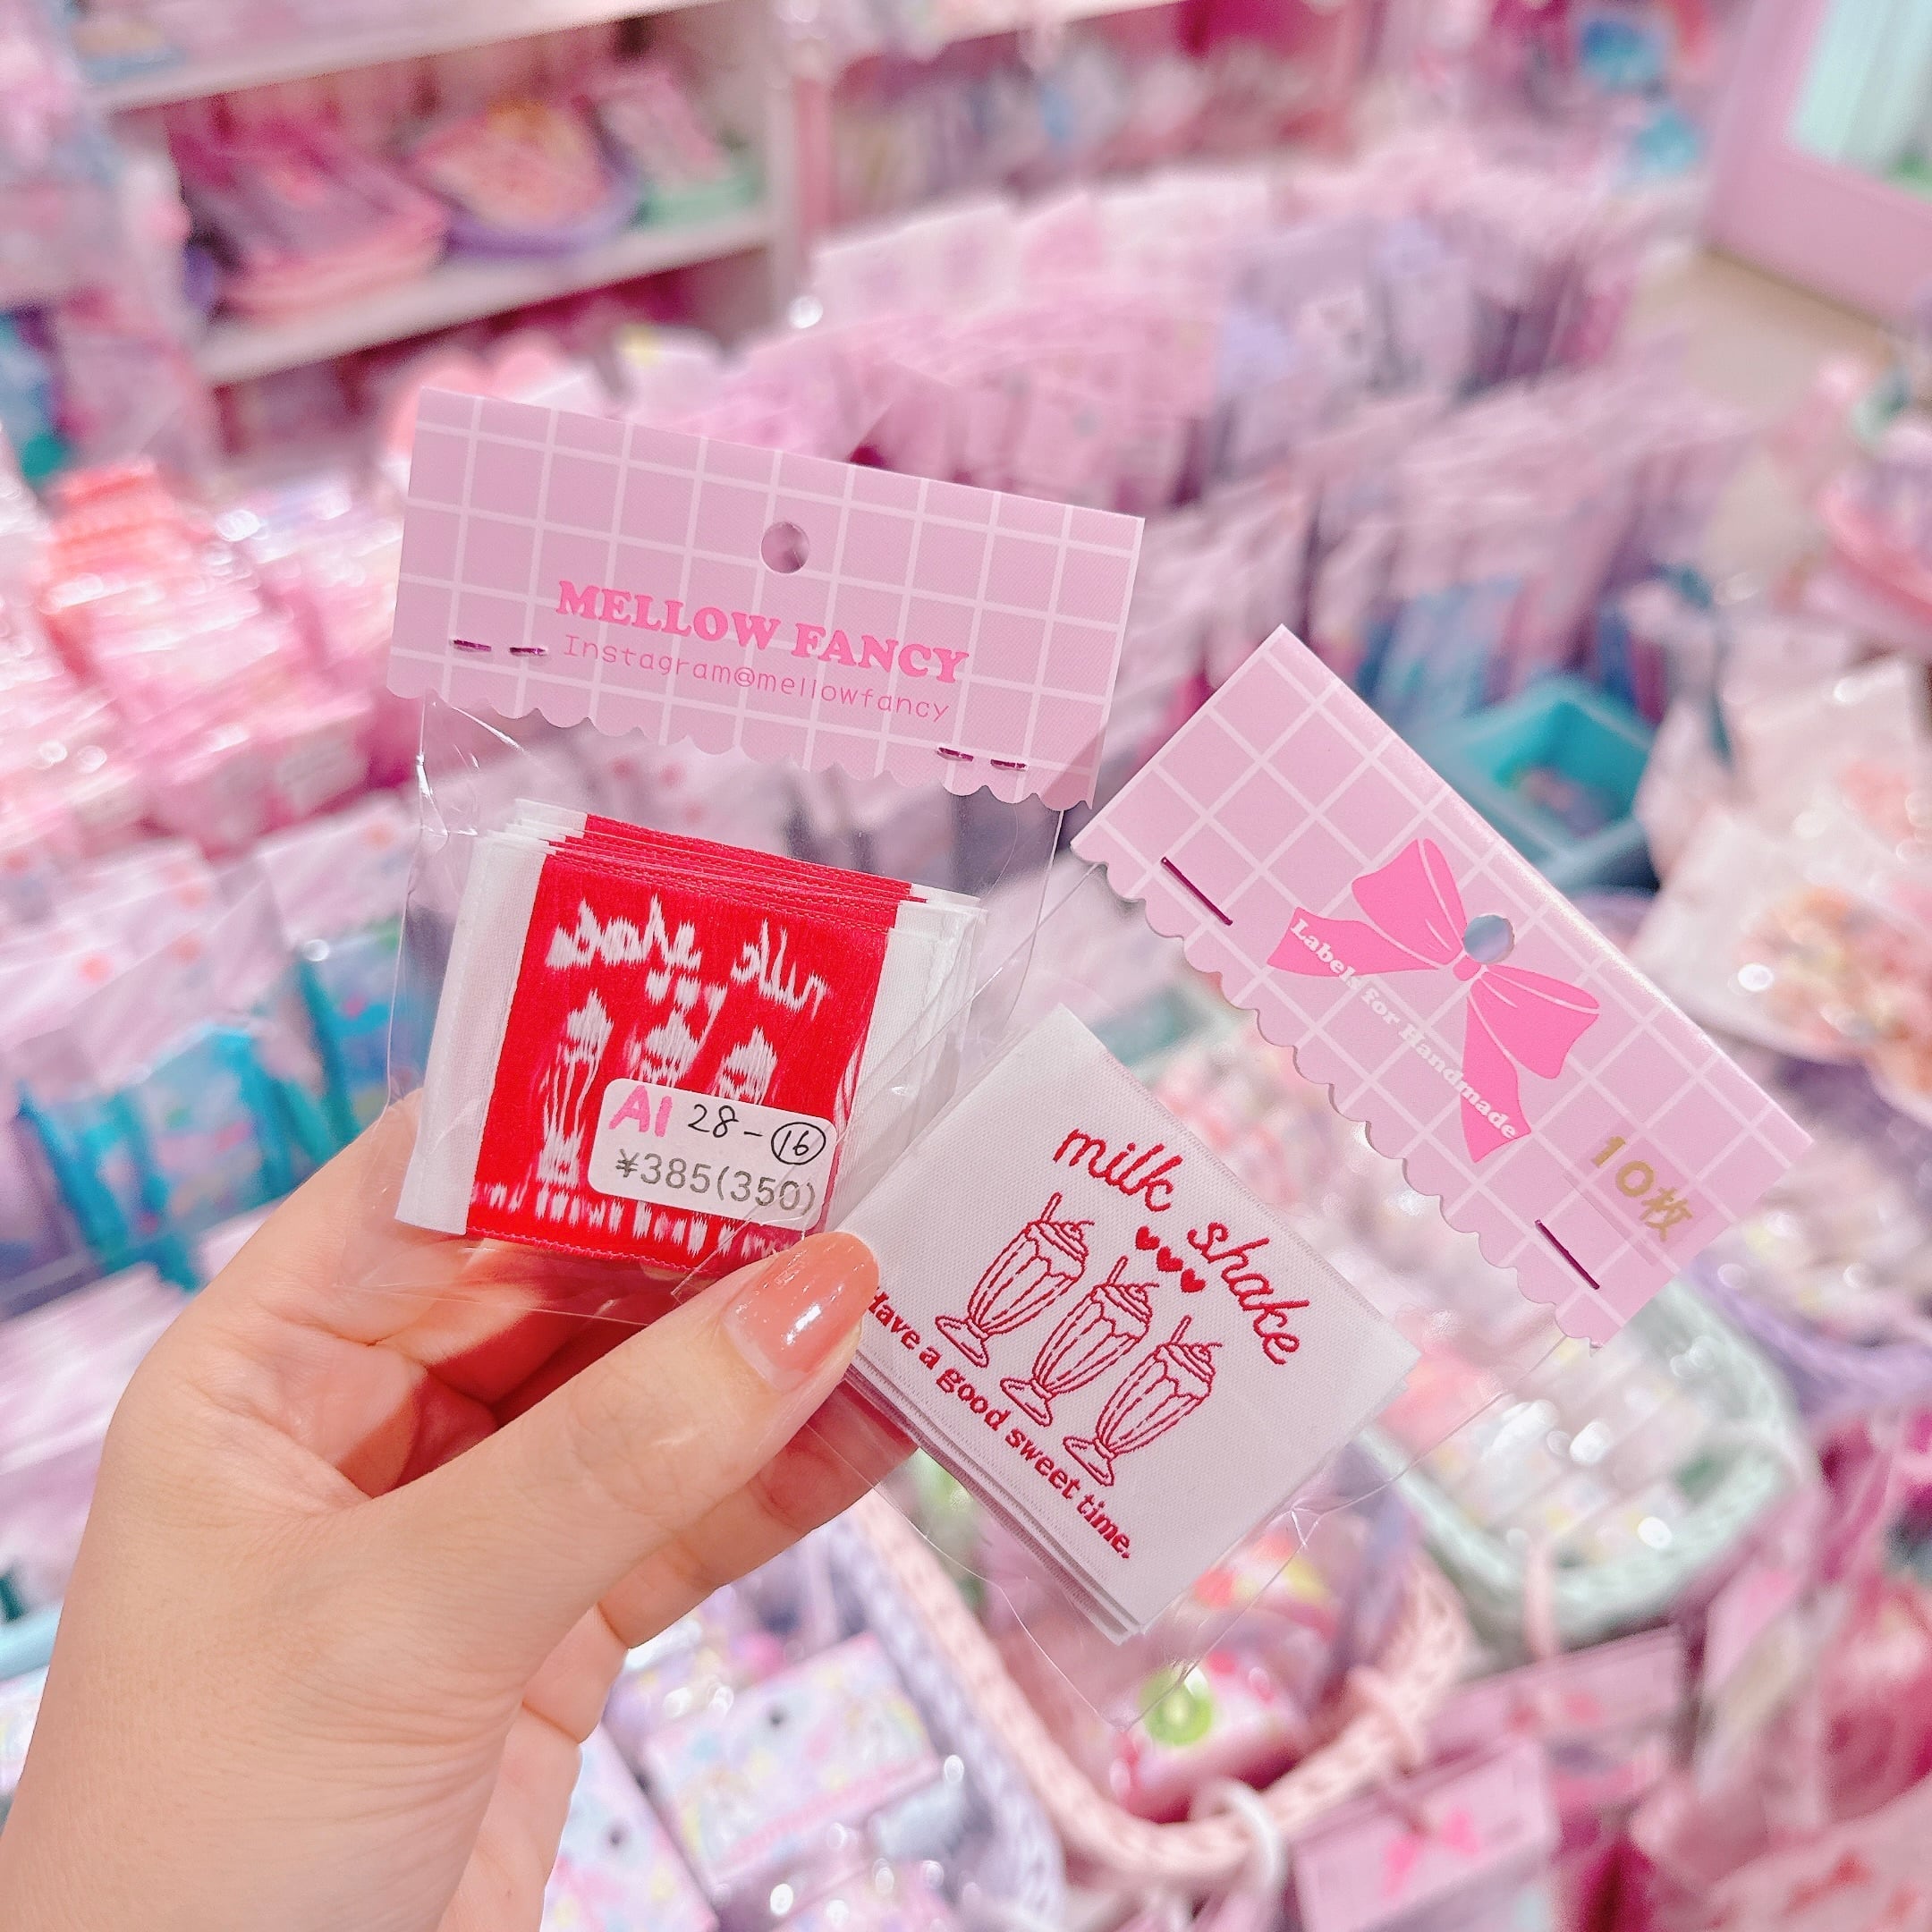 MELLOW FANCY
Instagram@mellowfancy
AI 28-⑯
¥385(350)
Labels for Handmade
10枚
milk shake
Have a good sweet time.